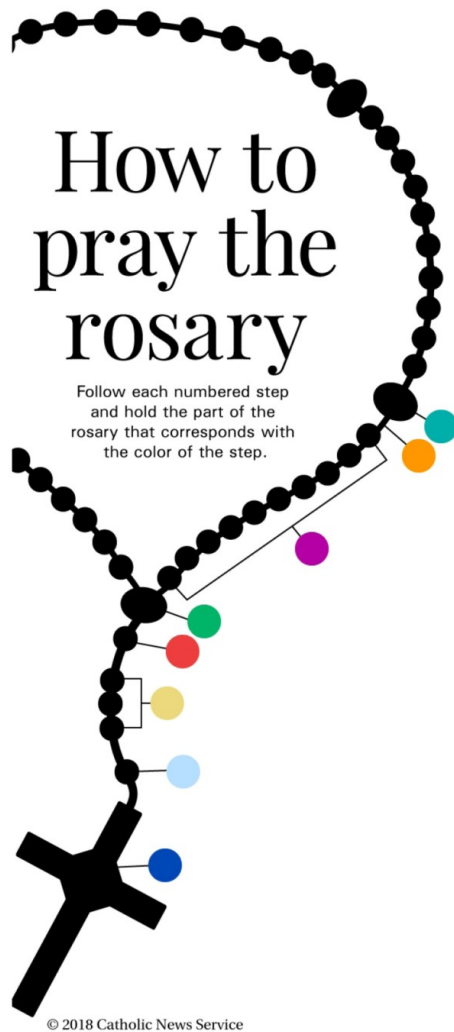 How to
pray the
rosary
Follow each numbered step
and hold the part of the
rosary that corresponds with
the color of the step.
© 2018 Catholic News Service